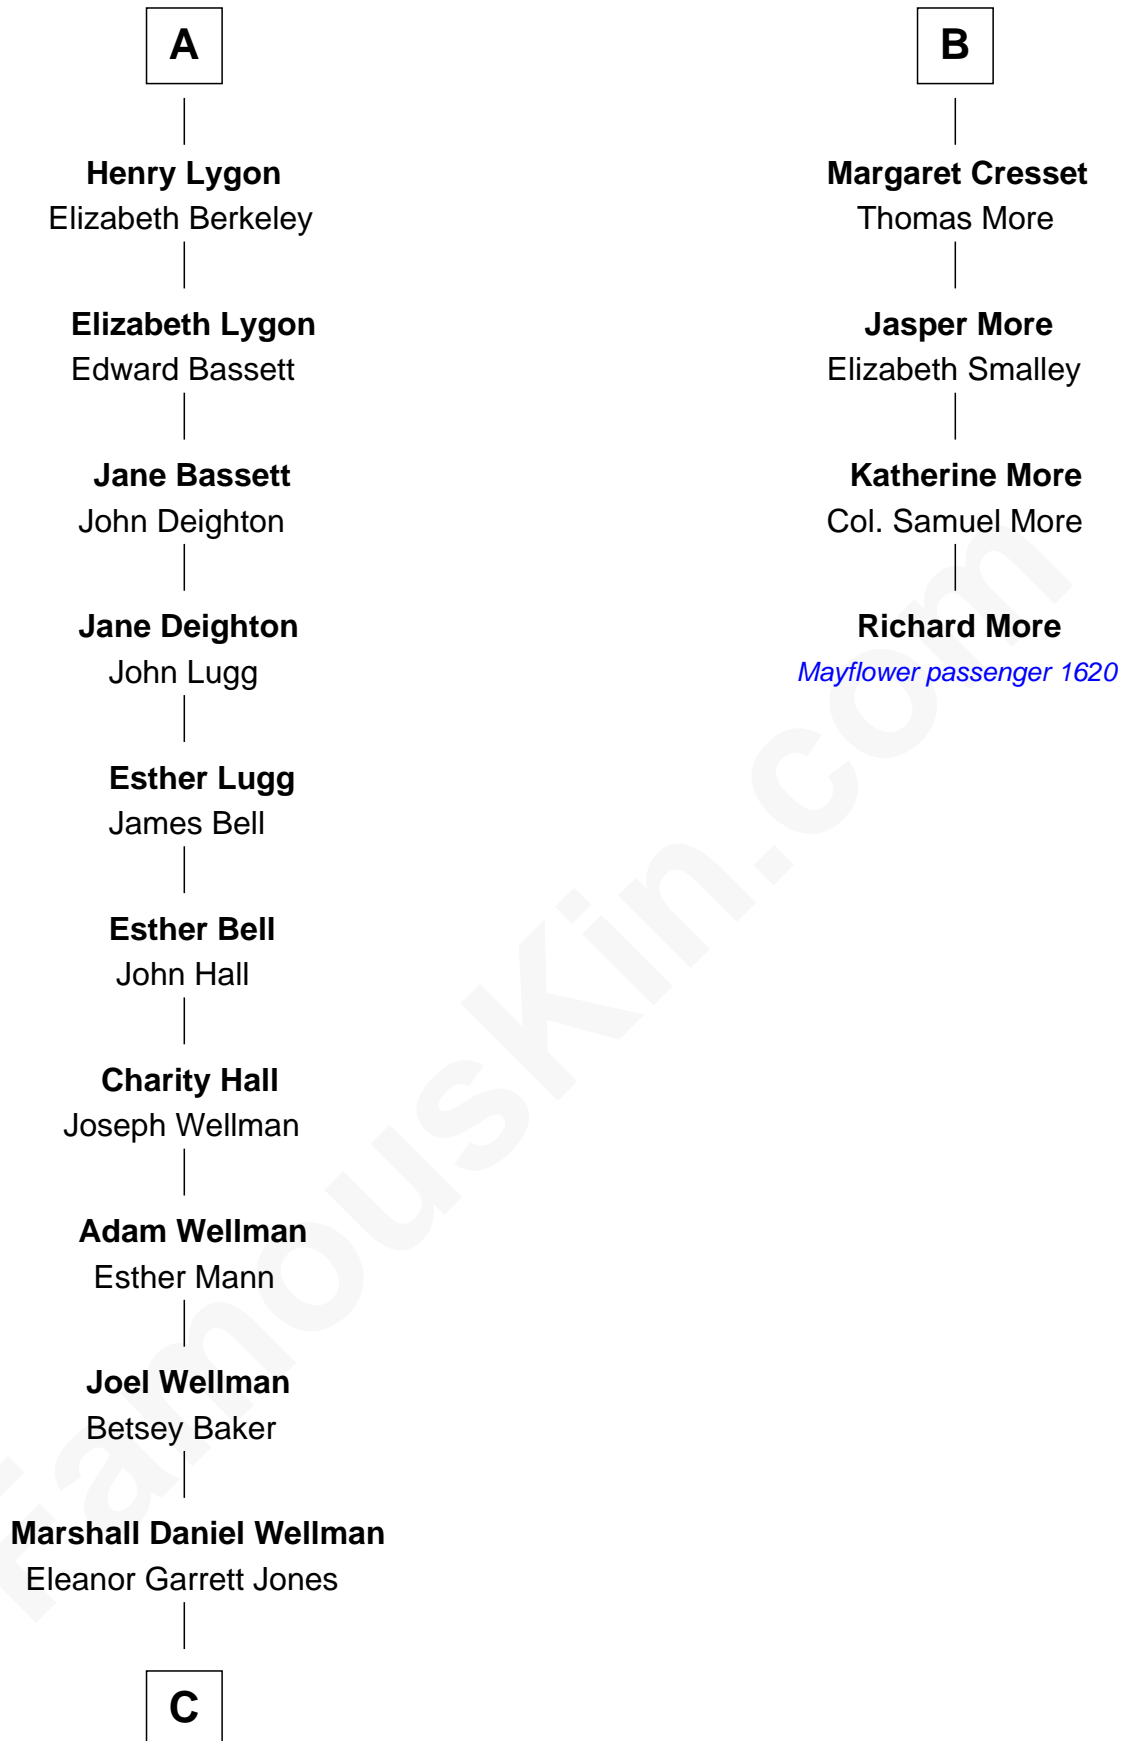 A
Henry Lygon
Elizabeth Berkeley
Elizabeth Lygon
Edward Bassett
Jane Bassett
John Deighton
Jane Deighton
John Lugg
Esther Lugg
James Bell
Esther Bell
John Hall
Charity Hall
Joseph Wellman
Adam Wellman
Esther Mann
Joel Wellman
Betsey Baker
Marshall Daniel Wellman
Eleanor Garrett Jones
C
B
Margaret Cresset
Thomas More
Jasper More
Elizabeth Smalley
Katherine More
Col. Samuel More
Richard More
Mayflower passenger 1620
FamousKin.com